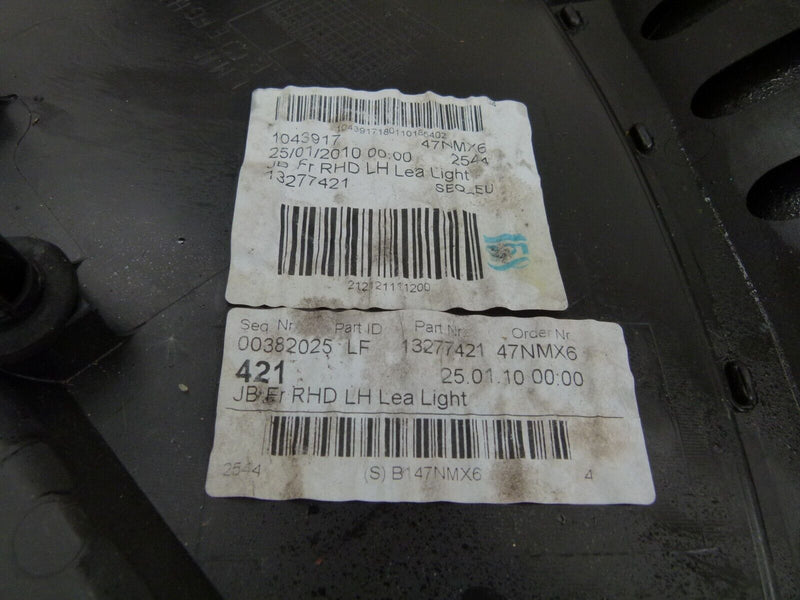 1043917180110186402
1043917 47NMX6
25/01/2010 00:00 2544
JB Fr RHD LH Lea Light
13277421 SEQ_EU
212121111200
Seq. Nr. Part ID Part Nr. Order Nr.
00382025 LF 13277421 47NMX6
421 25.01.10 00:00
JB Fr RHD LH Lea Light
2544 (S) B147NMX6 4